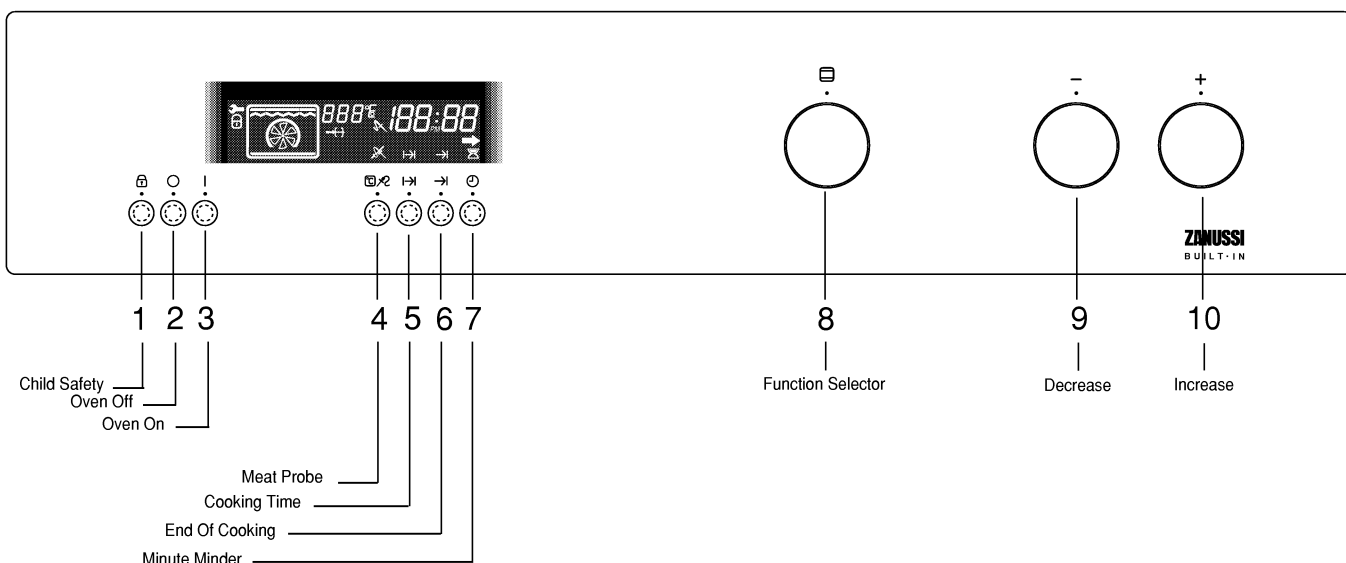 888°F 188:88
PM
°C
ZANUSSI
BUILT·IN
1 2 3 4 5 6 7 8 9 10
Child Safety
Oven Off
Oven On
Function Selector
Decrease
Increase
Meat Probe
Cooking Time
End Of Cooking
Minute Minder